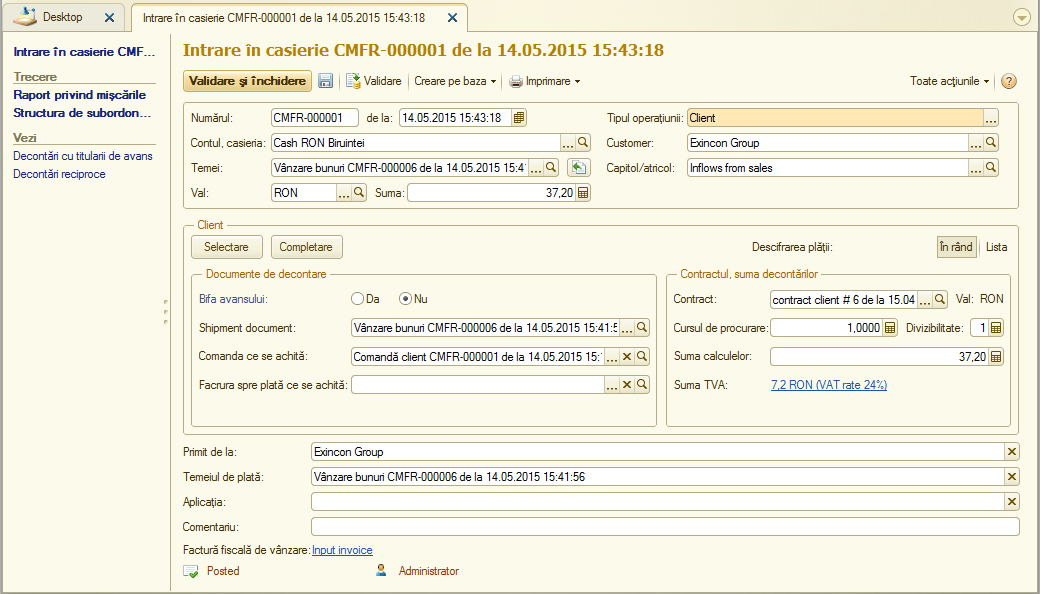 Desktop
Intrare în casierie CMFR-000001 de la 14.05.2015 15:43:18
Intrare în casierie CMF...
Trecere
Raport privind mişcările
Structura de subordon...
Vezi
Decontări cu titularii de avans
Decontări reciproce
Intrare în casierie CMFR-000001 de la 14.05.2015 15:43:18
Validare şi închidere Validare Creare pe baza Imprimare Toate acţiunile ?
Numărul: CMFR-000001 de la: 14.05.2015 15:43:18 Tipul operaţiunii: Client ...
Contul, casieria: Cash RON Biruintei ... Customer: Exincon Group ...
Temei: Vânzare bunuri CMFR-000006 de la 14.05.2015 15:4 ... Capitol/atricol: Inflows from sales ...
Val: RON ... Suma: 37,20
Client
Selectare Completare Descifrarea plăţii: În rând Lista
Documente de decontare
Bifa avansului: Da Nu
Shipment document: Vânzare bunuri CMFR-000006 de la 14.05.2015 15:41:5 ...
Comanda ce se achită: Comandă client CMFR-000001 de la 14.05.2015 15: ...
Facrura spre plată ce se achită: ...
Contractul, suma decontărilor
Contract: contract client # 6 de la 15.04 ... Val: RON
Cursul de procurare: 1,0000 Divizibilitate: 1
Suma calculelor: 37,20
Suma TVA: 7,2 RON (VAT rate 24%)
Primit de la: Exincon Group
Temeiul de plată: Vânzare bunuri CMFR-000006 de la 14.05.2015 15:41:56
Aplicaţia:
Comentariu:
Factură fiscală de vânzare: Input invoice
Posted Administrator